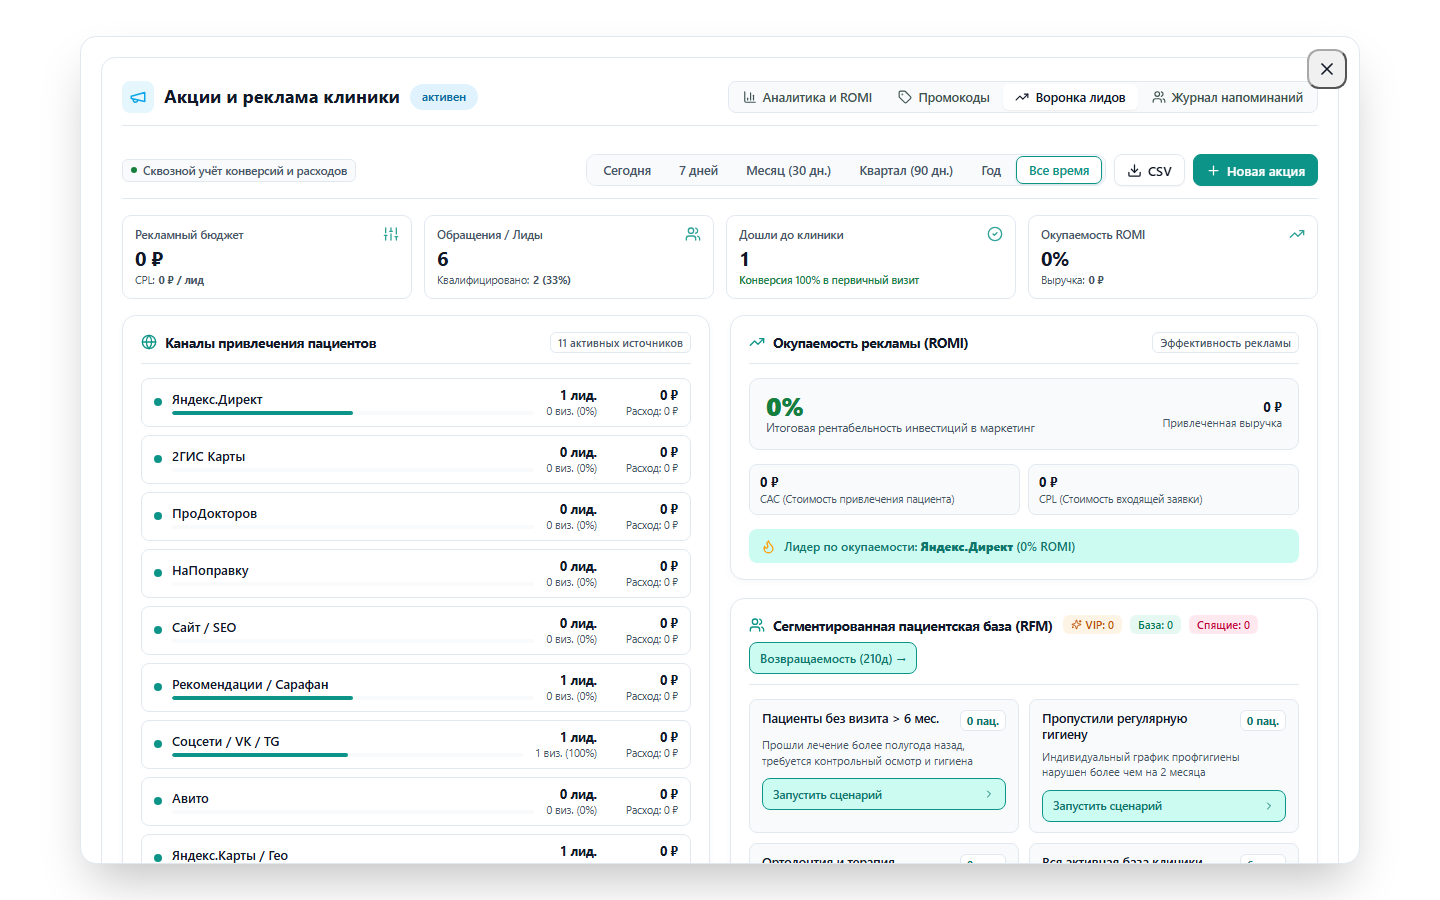 Акции и реклама клиники
активен
Аналитика и ROMI
Промокоды
Воронка лидов
Журнал напоминаний
Сквозной учёт конверсий и расходов
Сегодня
7 дней
Месяц (30 дн.)
Квартал (90 дн.)
Год
Все время
CSV
Новая акция
Рекламный бюджет
0 ₽
CPL: 0 ₽ / лид
Обращения / Лиды
6
Квалифицировано: 2 (33%)
Дошли до клиники
1
Конверсия 100% в первичный визит
Окупаемость ROMI
0%
Выручка: 0 ₽
Каналы привлечения пациентов
11 активных источников
Яндекс.Директ
1 лид.
0 ₽
0 виз. (0%)
Расход: 0 ₽
2ГИС Карты
0 лид.
0 ₽
0 виз. (0%)
Расход: 0 ₽
ПроДокторов
0 лид.
0 ₽
0 виз. (0%)
Расход: 0 ₽
НаПоправку
0 лид.
0 ₽
0 виз. (0%)
Расход: 0 ₽
Сайт / SEO
0 лид.
0 ₽
0 виз. (0%)
Расход: 0 ₽
Рекомендации / Сарафан
1 лид.
0 ₽
0 виз. (0%)
Расход: 0 ₽
Соцсети / VK / TG
1 лид.
0 ₽
1 виз. (100%)
Расход: 0 ₽
Авито
0 лид.
0 ₽
0 виз. (0%)
Расход: 0 ₽
Яндекс.Карты / Гео
1 лид.
0 ₽
Окупаемость рекламы (ROMI)
Эффективность рекламы
0%
Итоговая рентабельность инвестиций в маркетинг
0 ₽
Привлеченная выручка
0 ₽
CAC (Стоимость привлечения пациента)
0 ₽
CPL (Стоимость входящей заявки)
Лидер по окупаемости: Яндекс.Директ (0% ROMI)
Сегментированная пациентская база (RFM)
VIP: 0
База: 0
Спящие: 0
Возвращаемость (210д) →
Пациенты без визита > 6 мес.
0 пац.
Прошли лечение более полугода назад,
требуется контрольный осмотр и гигиена
Запустить сценарий
Пропустили регулярную
гигиену
0 пац.
Индивидуальный график профгигиены
нарушен более чем на 2 месяца
Запустить сценарий
Ортодонтия и терапия
Вся активная база клиники